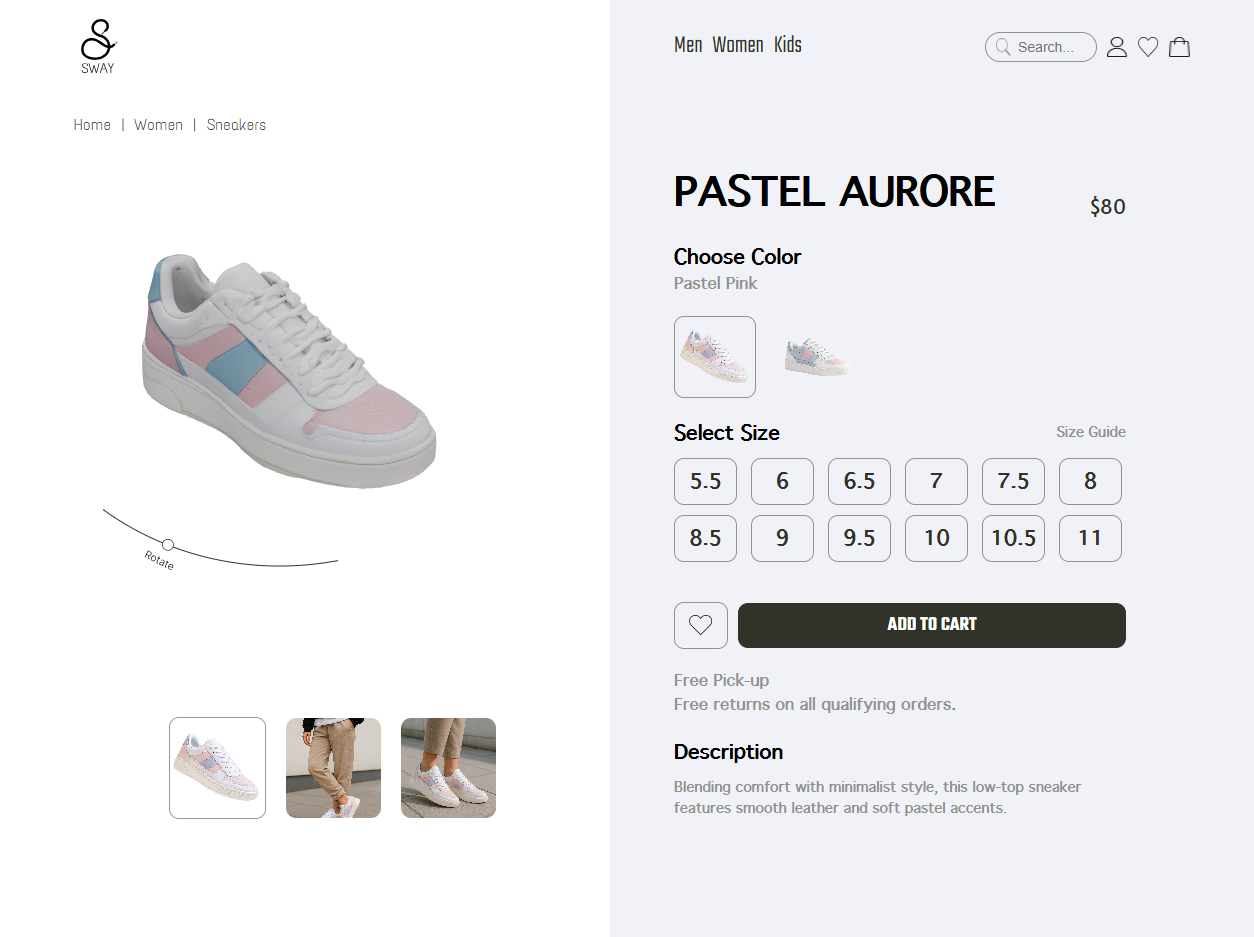 SWAY
Men Women Kids
Search...
Home | Women | Sneakers
PASTEL AURORE
$80
Choose Color
Pastel Pink
Select Size
Size Guide
5.5 6 6.5 7 7.5 8
8.5 9 9.5 10 10.5 11
Rotate
ADD TO CART
Free Pick-up
Free returns on all qualifying orders.
Description
Blending comfort with minimalist style, this low-top sneaker
features smooth leather and soft pastel accents.